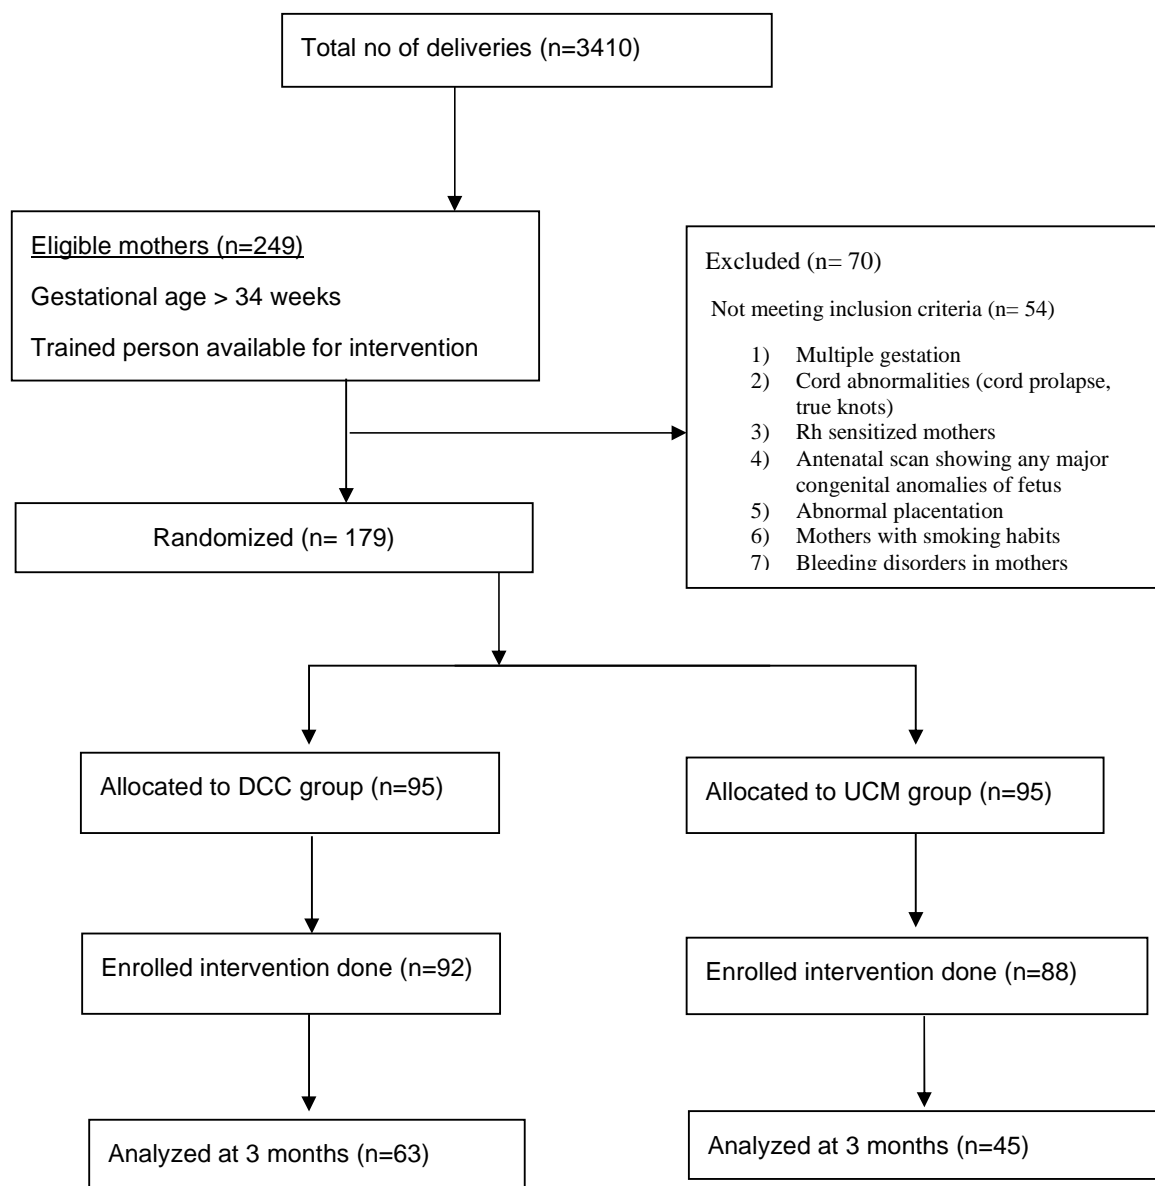 Total no of deliveries (n=3410)
Eligible mothers (n=249)
Gestational age > 34 weeks
Trained person available for intervention
Excluded (n= 70)
Not meeting inclusion criteria (n= 54)
1) Multiple gestation
2) Cord abnormalities (cord prolapse,
true knots)
3) Rh sensitized mothers
4) Antenatal scan showing any major
congenital anomalies of fetus
5) Abnormal placentation
6) Mothers with smoking habits
7) Bleeding disorders in mothers
Randomized (n= 179)
Allocated to DCC group (n=95)
Allocated to UCM group (n=95)
Enrolled intervention done (n=92)
Enrolled intervention done (n=88)
Analyzed at 3 months (n=63)
Analyzed at 3 months (n=45)